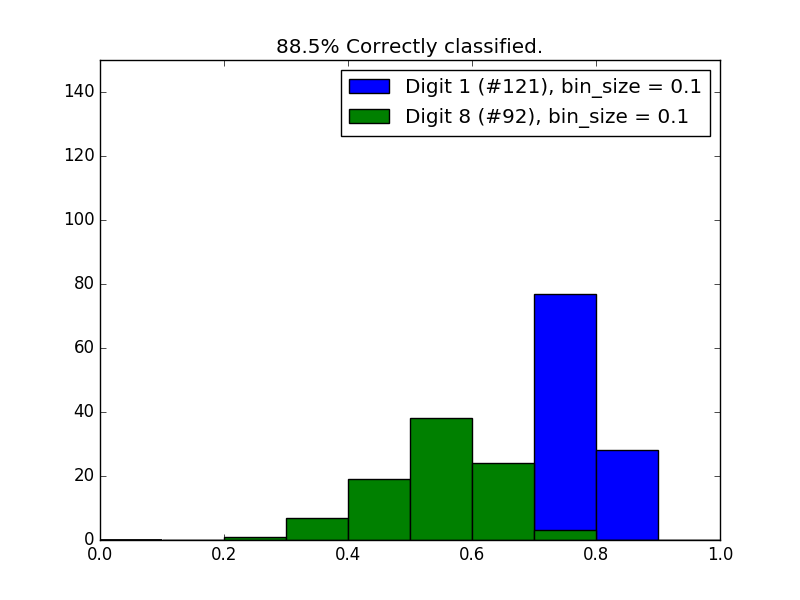 88.5% Correctly classified.
Digit 1 (#121), bin_size = 0.1
Digit 8 (#92), bin_size = 0.1
140
120
100
80
60
40
20
0
0.0 0.2 0.4 0.6 0.8 1.0